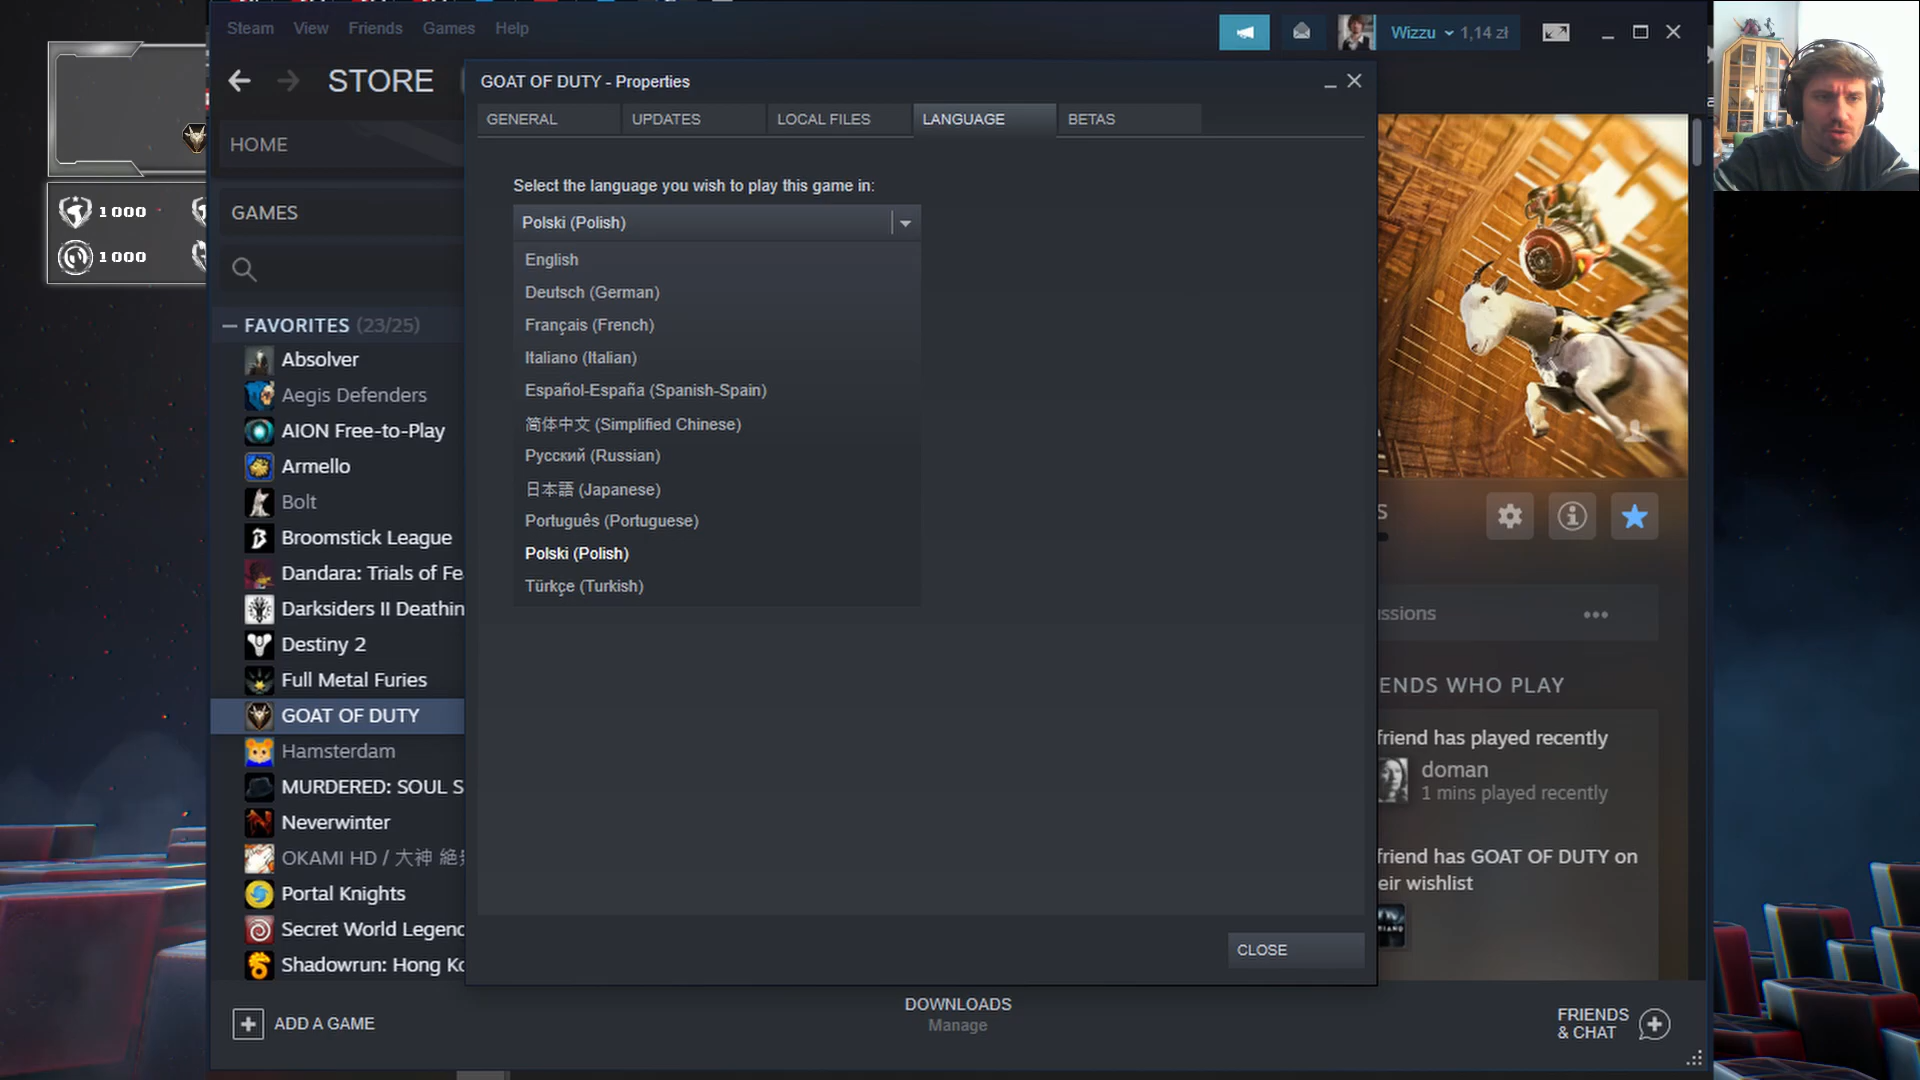 Steam View Friends Games Help
Wizzu 1,14 zł
STORE
GOAT OF DUTY - Properties
GENERAL UPDATES LOCAL FILES LANGUAGE BETAS
HOME
GAMES
1000
1000
Select the language you wish to play this game in:
Polski (Polish)
English
Deutsch (German)
Français (French)
Italiano (Italian)
Español-España (Spanish-Spain)
简体中文 (Simplified Chinese)
Русский (Russian)
日本語 (Japanese)
Português (Portuguese)
Polski (Polish)
Türkçe (Turkish)
FAVORITES (23/25)
Absolver
Aegis Defenders
AION Free-to-Play
Armello
Bolt
Broomstick League
Dandara: Trials of Fe
Darksiders II Deathin
Destiny 2
Full Metal Furies
GOAT OF DUTY
Hamsterdam
MURDERED: SOUL S
Neverwinter
OKAMI HD / 大神 絶
Portal Knights
Secret World Legend
Shadowrun: Hong Ko
S
ssions
ENDS WHO PLAY
friend has played recently
doman
1 mins played recently
friend has GOAT OF DUTY on
eir wishlist
CLOSE
ADD A GAME
DOWNLOADS
Manage
FRIENDS
& CHAT